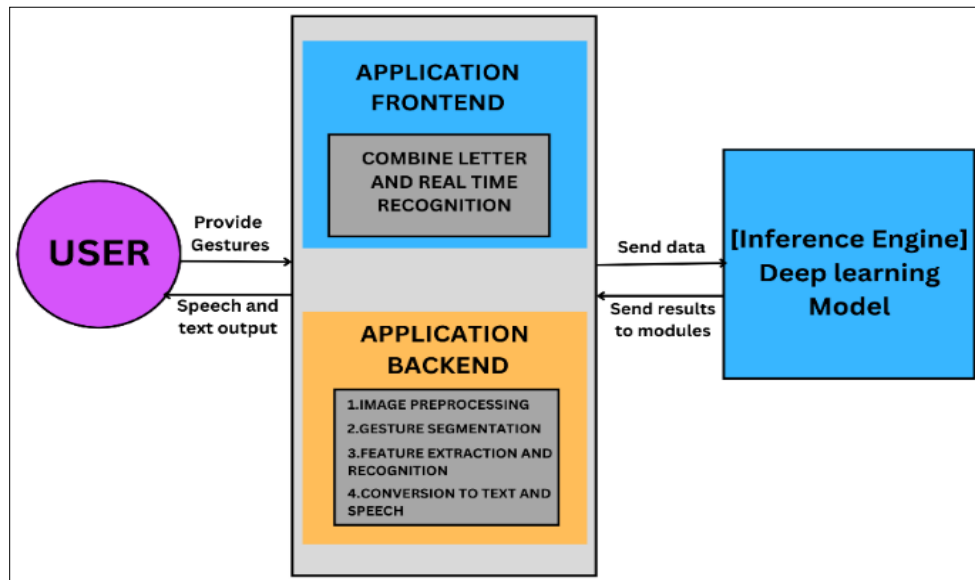 USER
Provide
Gestures
Speech and
text output
APPLICATION
FRONTEND
COMBINE LETTER
AND REAL TIME
RECOGNITION
APPLICATION
BACKEND
1.IMAGE PREPROCESSING
2.GESTURE SEGMENTATION
3.FEATURE EXTRACTION AND
RECOGNITION
4.CONVERSION TO TEXT AND
SPEECH
Send data
Send results
to modules
[Inference Engine]
Deep learning
Model